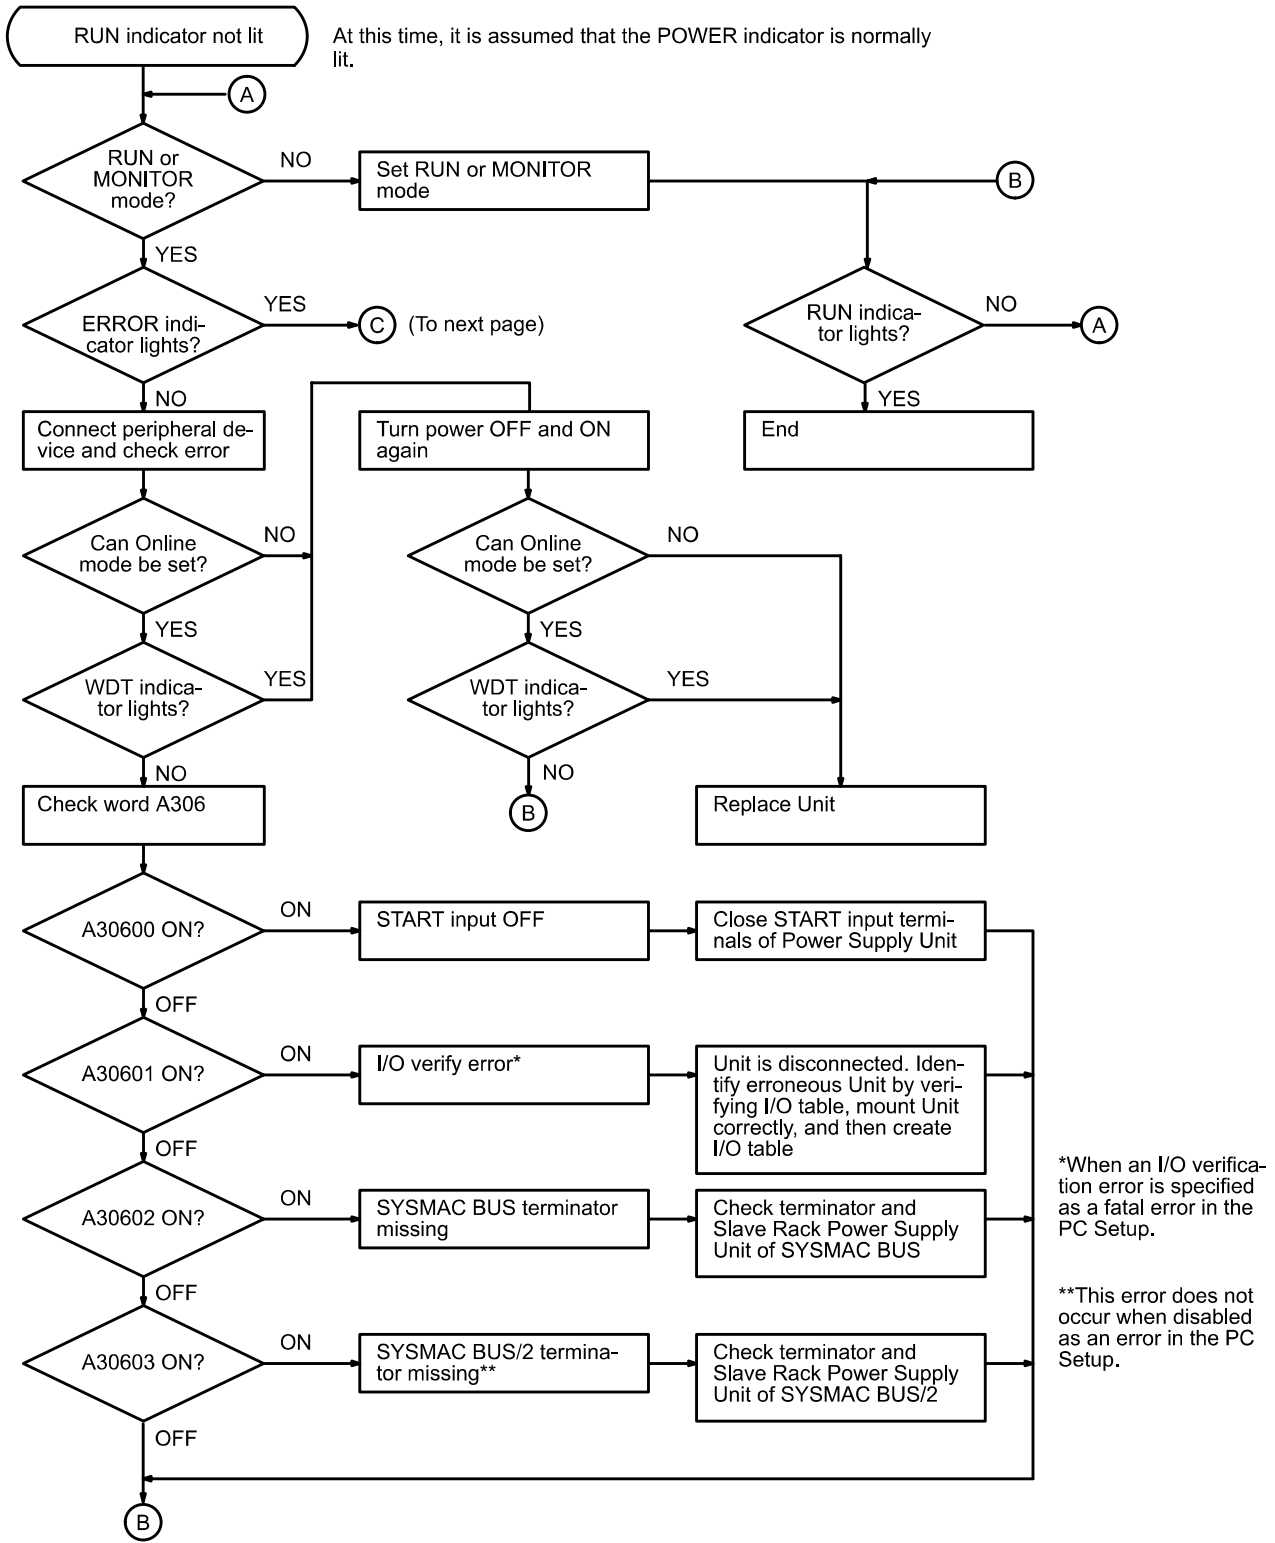 RUN indicator not lit
At this time, it is assumed that the POWER indicator is normally
lit.
A
RUN or
MONITOR
mode?
NO
Set RUN or MONITOR
mode
B
YES
ERROR indi-
cator lights?
YES
C
(To next page)
RUN indica-
tor lights?
NO
A
NO
YES
Connect peripheral de-
vice and check error
Turn power OFF and ON
again
End
Can Online
mode be set?
NO
Can Online
mode be set?
NO
YES
YES
WDT indica-
tor lights?
YES
WDT indica-
tor lights?
YES
NO
NO
Check word A306
B
Replace Unit
A30600 ON?
ON
START input OFF
Close START input termi-
nals of Power Supply Unit
OFF
A30601 ON?
ON
I/O verify error*
Unit is disconnected. Iden-
tify erroneous Unit by veri-
fying I/O table, mount Unit
correctly, and then create
I/O table
OFF
*When an I/O verifica-
tion error is specified
as a fatal error in the
PC Setup.
A30602 ON?
ON
SYSMAC BUS terminator
missing
Check terminator and
Slave Rack Power Supply
Unit of SYSMAC BUS
OFF
**This error does not
occur when disabled
as an error in the PC
Setup.
A30603 ON?
ON
SYSMAC BUS/2 termina-
tor missing**
Check terminator and
Slave Rack Power Supply
Unit of SYSMAC BUS/2
OFF
B